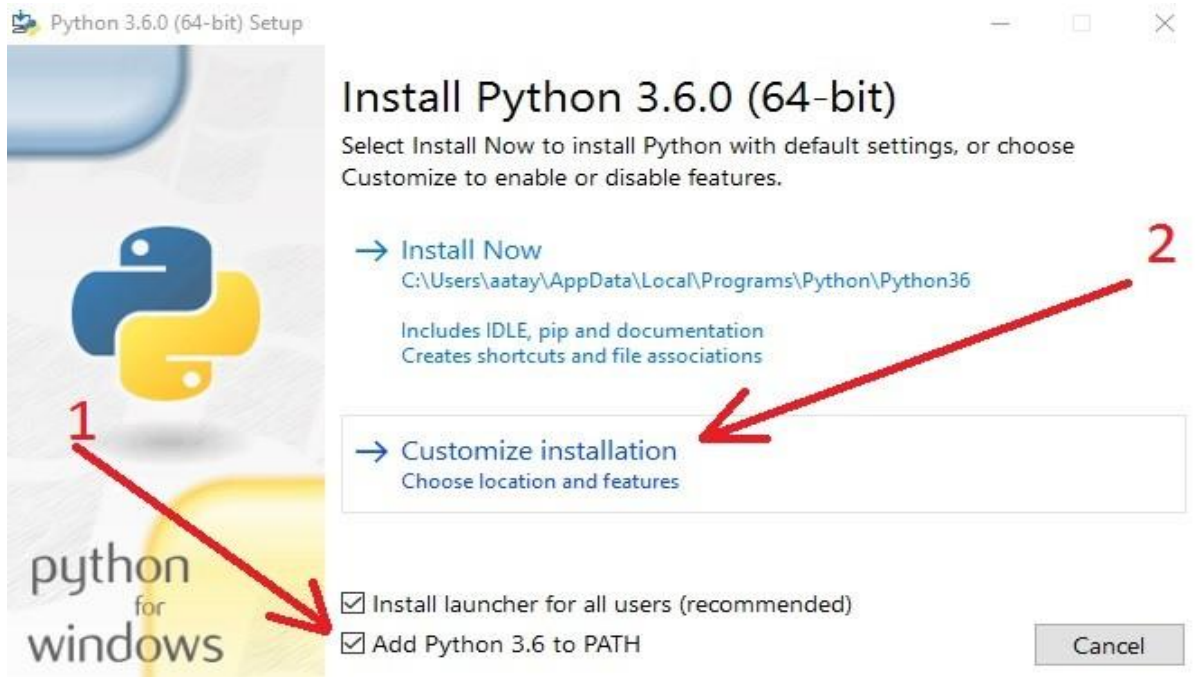 Python 3.6.0 (64-bit) Setup
Install Python 3.6.0 (64-bit)
Select Install Now to install Python with default settings, or choose
Customize to enable or disable features.
2
Install Now
C:\Users\aatay\AppData\Local\Programs\Python\Python36
Includes IDLE, pip and documentation
Creates shortcuts and file associations
1
Customize installation
Choose location and features
python
for
windows
Install launcher for all users (recommended)
Add Python 3.6 to PATH
Cancel